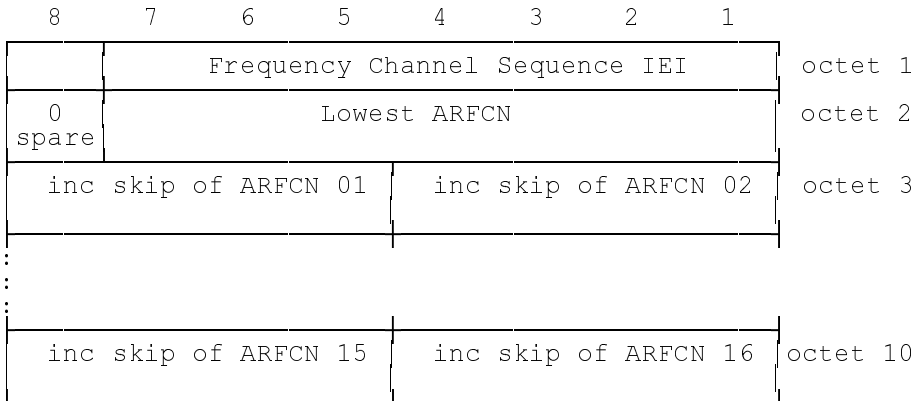 8 7 6 5 4 3 2 1
Frequency Channel Sequence IEI octet 1
0 Lowest ARFCN octet 2
spare
inc skip of ARFCN 01 inc skip of ARFCN 02 octet 3
:
:
:
inc skip of ARFCN 15 inc skip of ARFCN 16 octet 10